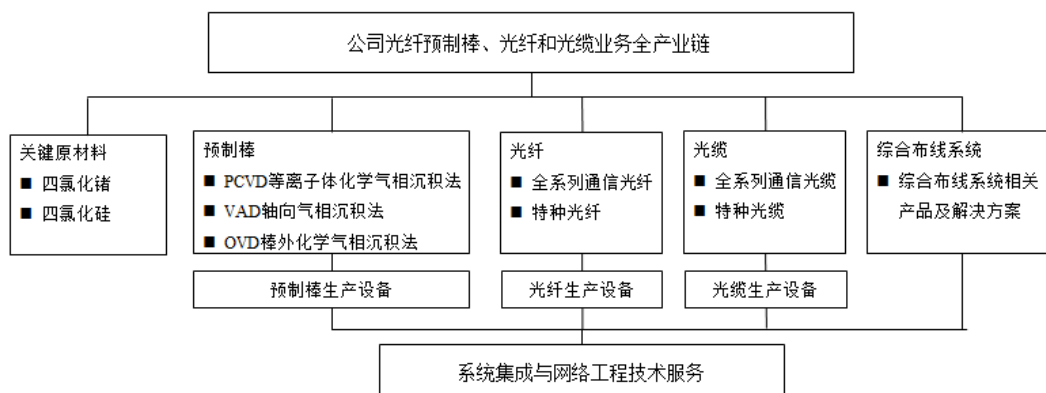 公司光纤预制棒、光纤和光缆业务全产业链
关键原材料
■ 四氯化锗
■ 四氯化硅
预制棒
■ PCVD等离子体化学气相沉积法
■ VAD轴向气相沉积法
■ OVD棒外化学气相沉积法
光纤
■ 全系列通信光纤
■ 特种光纤
光缆
■ 全系列通信光缆
■ 特种光缆
综合布线系统
■ 综合布线系统相关
产品及解决方案
预制棒生产设备
光纤生产设备
光缆生产设备
系统集成与网络工程技术服务